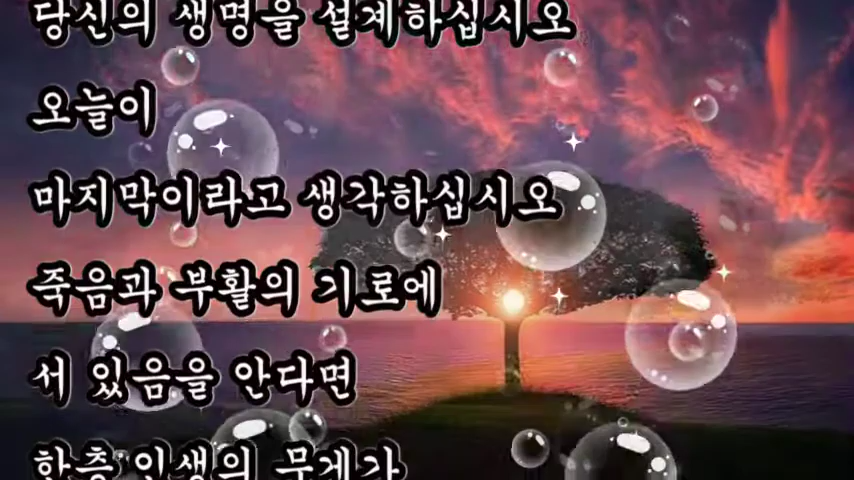 당신의 생명을 설계하십시오
오늘이
마지막이라고 생각하십시오
죽음과 부활의 기로에
서 있음을 안다면
한층 인생의 무게가